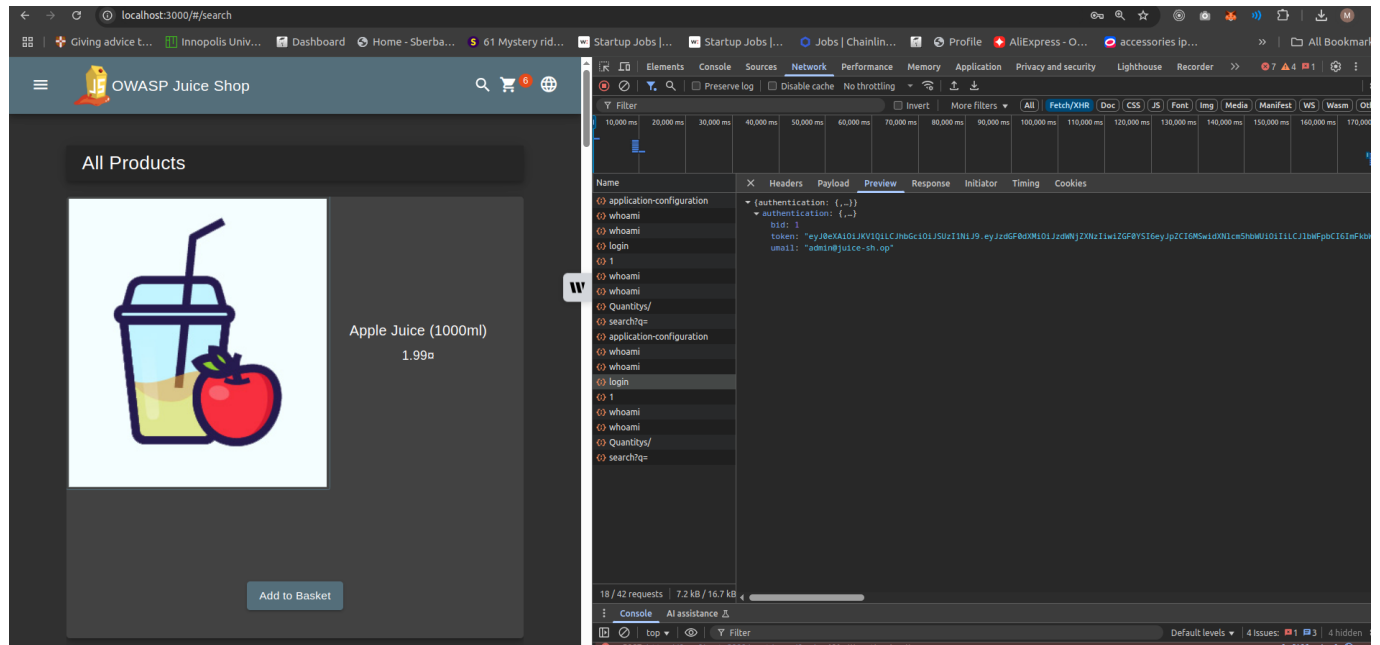 localhost:3000/#/search
M
Giving advice t... Innopolis Univ... Dashboard Home - Sberba... S 61 Mystery rid... w: Startup Jobs |... w: Startup Jobs |... Jobs | Chainlin... Profile AliExpress - O... accessories ip... » All Bookmar
JS OWASP Juice Shop 6
All Products
Apple Juice (1000ml)
1.99¤
Add to Basket
W
Elements Console Sources Network Performance Memory Application Privacy and security Lighthouse Recorder >> 7 4 1
Preserve log Disable cache No throttling
Filter Invert More filters All Fetch/XHR Doc CSS JS Font Img Media Manifest WS Wasm
10,000 ms 20,000 ms 30,000 ms 40,000 ms 50,000 ms 60,000 ms 70,000 ms 80,000 ms 90,000 ms 100,000 ms 110,000 ms 120,000 ms 130,000 ms 140,000 ms 150,000 ms 160,000 ms 170,000
Name
application-configuration
whoami
whoami
login
1
whoami
whoami
Quantitys/
search?q=
application-configuration
whoami
whoami
login
1
whoami
whoami
Quantitys/
search?q=
18 / 42 requests 7.2 kB / 16.7 kB
Headers Payload Preview Response Initiator Timing Cookies
{authentication: {,…}}
authentication: {,…}
bid: 1
token:
umail: "admin@juice-sh.op"
Console AI assistance
top Filter Default levels 4 Issues: 1 3 4 hidden